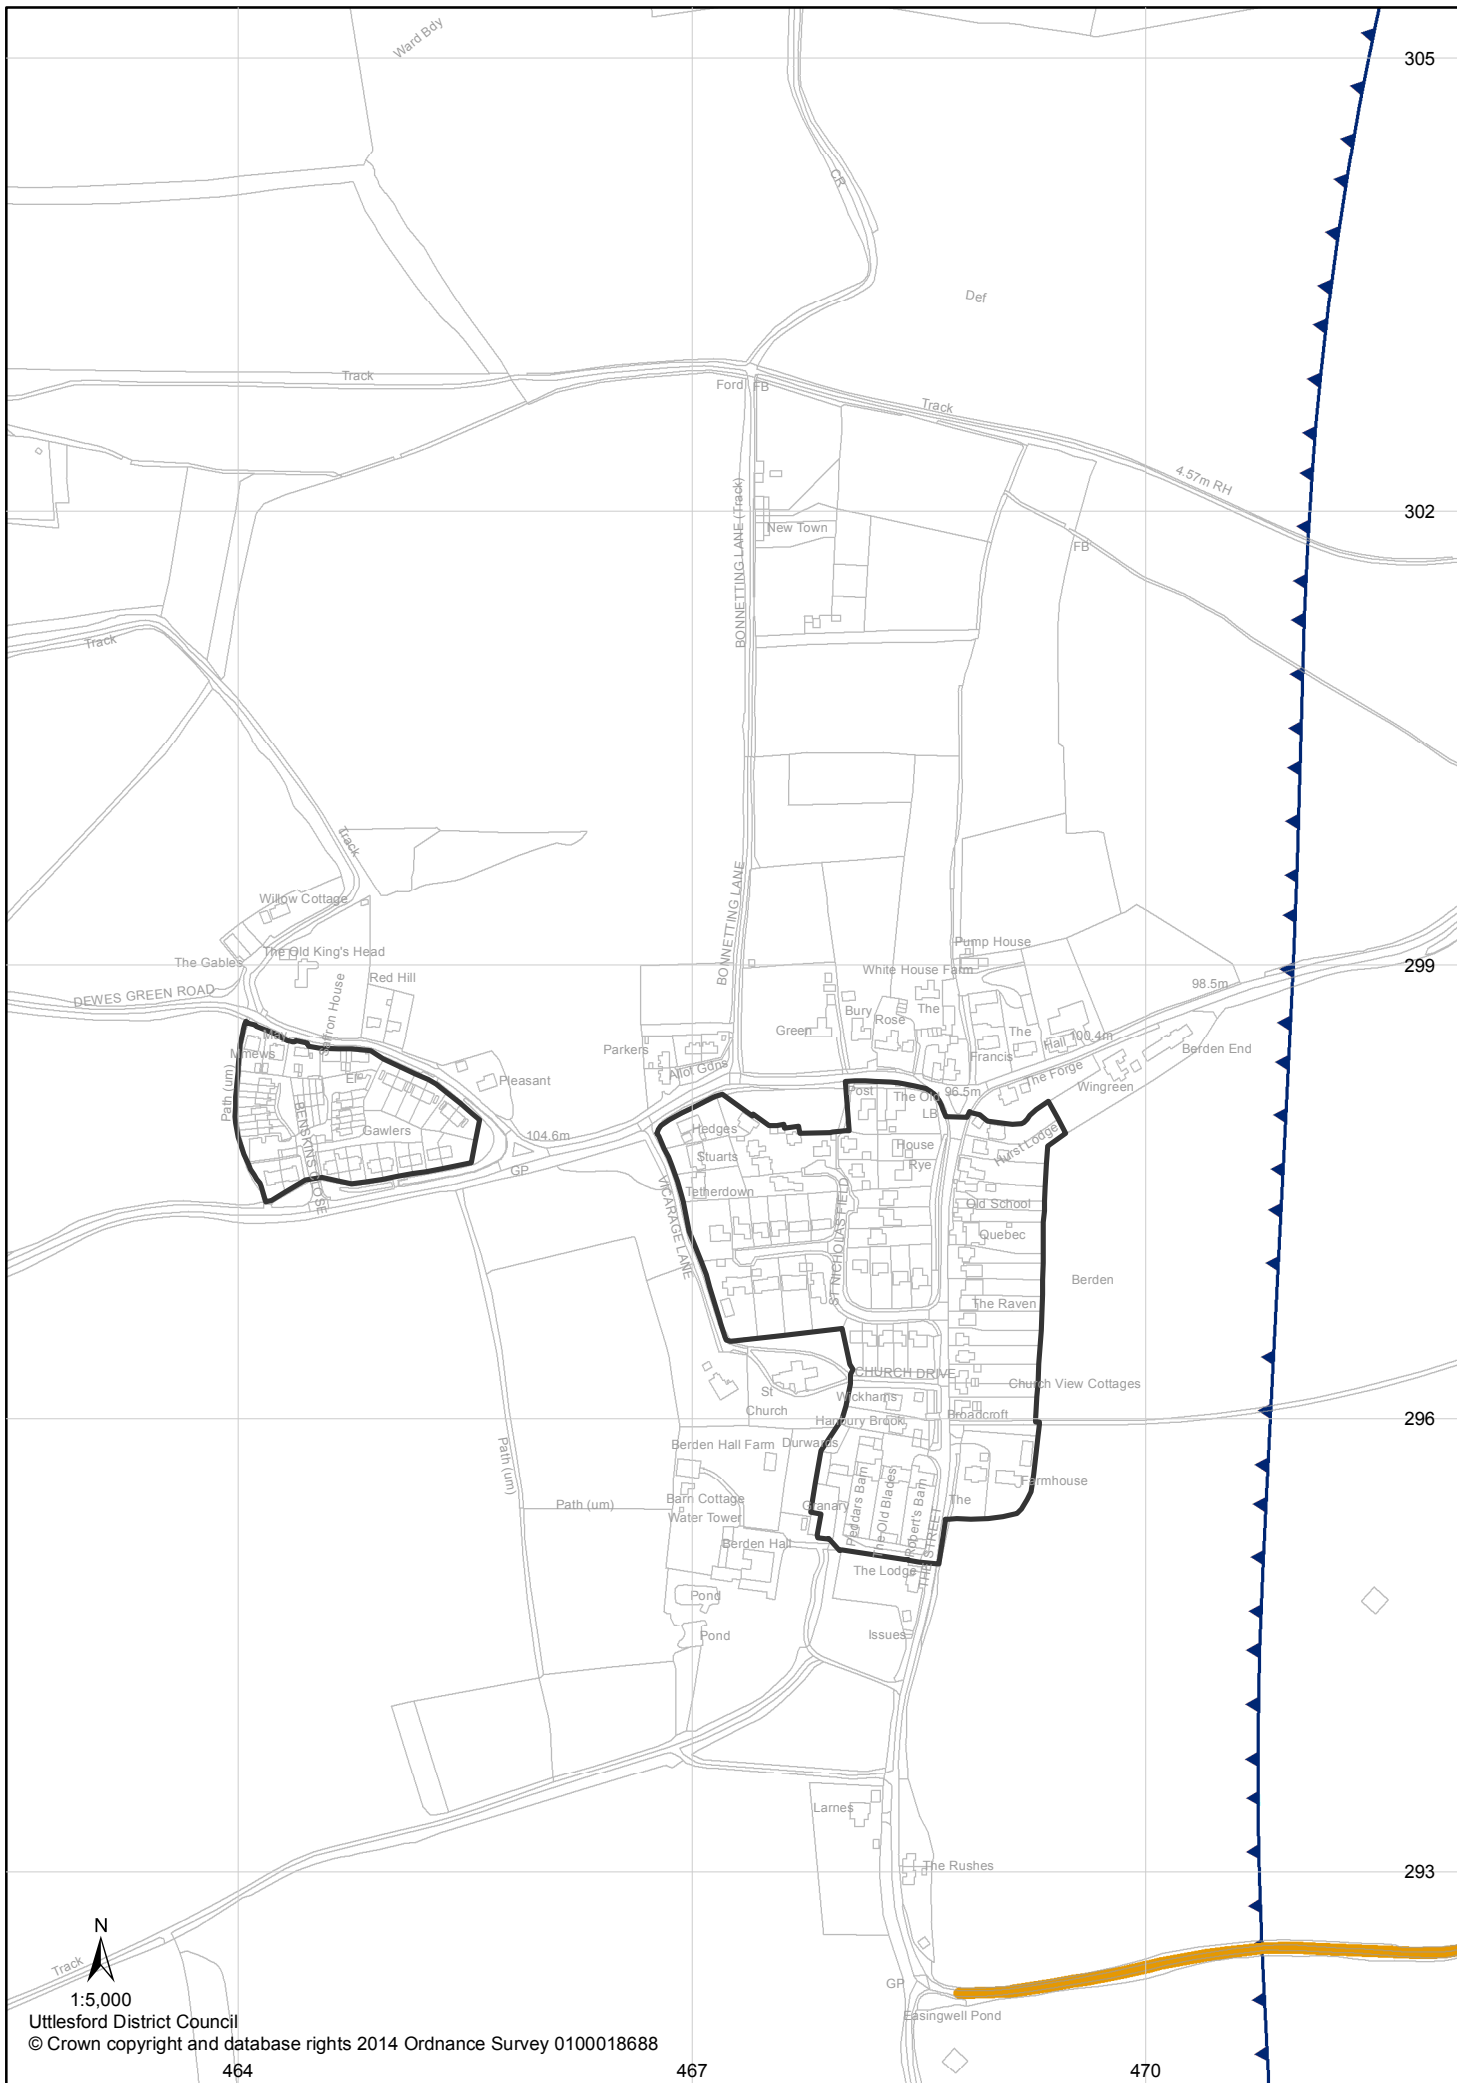 Ward Bdy
305
CR
Def
Track
Ford
FB
Track
4.57m RH
302
BONNETTING LANE (Track)
New Town
FB
Track
Track
Willow Cottage
BONNETTING LANE
The Old King's Head
The Gables
Pump House
299
Red Hill
White House Farm
98.5m
DEWES GREEN ROAD
Saffron House
Bury
The
Rose
Green
The
May
Hall
100.4m
Mmews
Parkers
Francis
Berden End
Allot Gdns
The Forge
Pleasant
Wingreen
Path (um)
Post
The Old
96.5m
LB
BENSKINS CLOSE
Gawlers
104.6m
Hedges
House
Hurst Lodge
Stuarts
Rye
GP
VICARAGE LANE
Tetherdown
ST NICHOLAS FIELD
Old School
Quebec
Berden
The Raven
CHURCH DRIVE
St
Church
Church View Cottages
Wickhams
Broadcroft
Hanbury Brook
296
Berden Hall Farm
Durwards
Path (um)
Farmhouse
Barn Cottage
Path (um)
Granary
Peddars Barn
The Old Blades
Robert's Barn
The
Water Tower
THE STREET
Berden Hall
The Lodge
Pond
Issues
Pond
Larnes
The Rushes
293
N
Track
GP
1:5,000
Easingwell Pond
Uttlesford District Council
© Crown copyright and database rights 2014 Ordnance Survey 0100018688
464
467
470